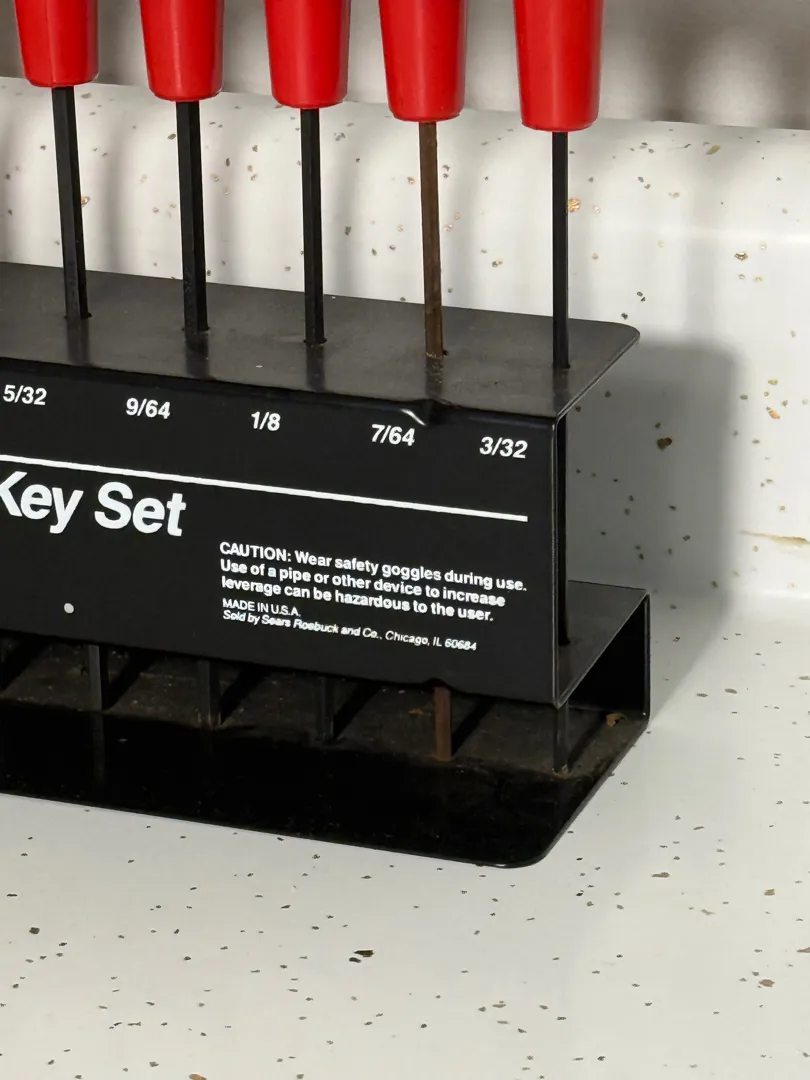 5/32 9/64 1/8 7/64 3/32
Key Set
CAUTION: Wear safety goggles during use.
Use of a pipe or other device to increase
leverage can be hazardous to the user.
MADE IN U.S.A.
Sold by Sears Roebuck and Co., Chicago, IL 60684